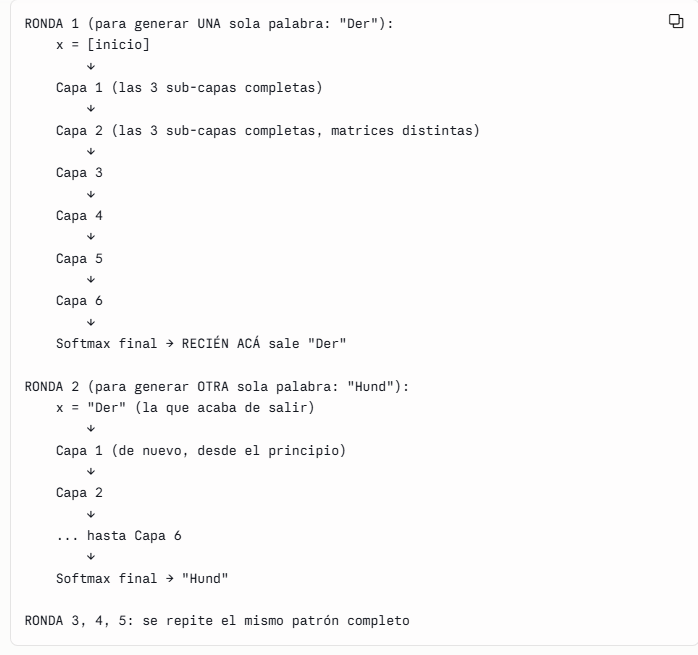 RONDA 1 (para generar UNA sola palabra: "Der"):
x = [inicio]
↓
Capa 1 (las 3 sub-capas completas)
↓
Capa 2 (las 3 sub-capas completas, matrices distintas)
↓
Capa 3
↓
Capa 4
↓
Capa 5
↓
Capa 6
↓
Softmax final → RECIÉN ACÁ sale "Der"
RONDA 2 (para generar OTRA sola palabra: "Hund"):
x = "Der" (la que acaba de salir)
↓
Capa 1 (de nuevo, desde el principio)
↓
Capa 2
↓
... hasta Capa 6
↓
Softmax final → "Hund"
RONDA 3, 4, 5: se repite el mismo patrón completo